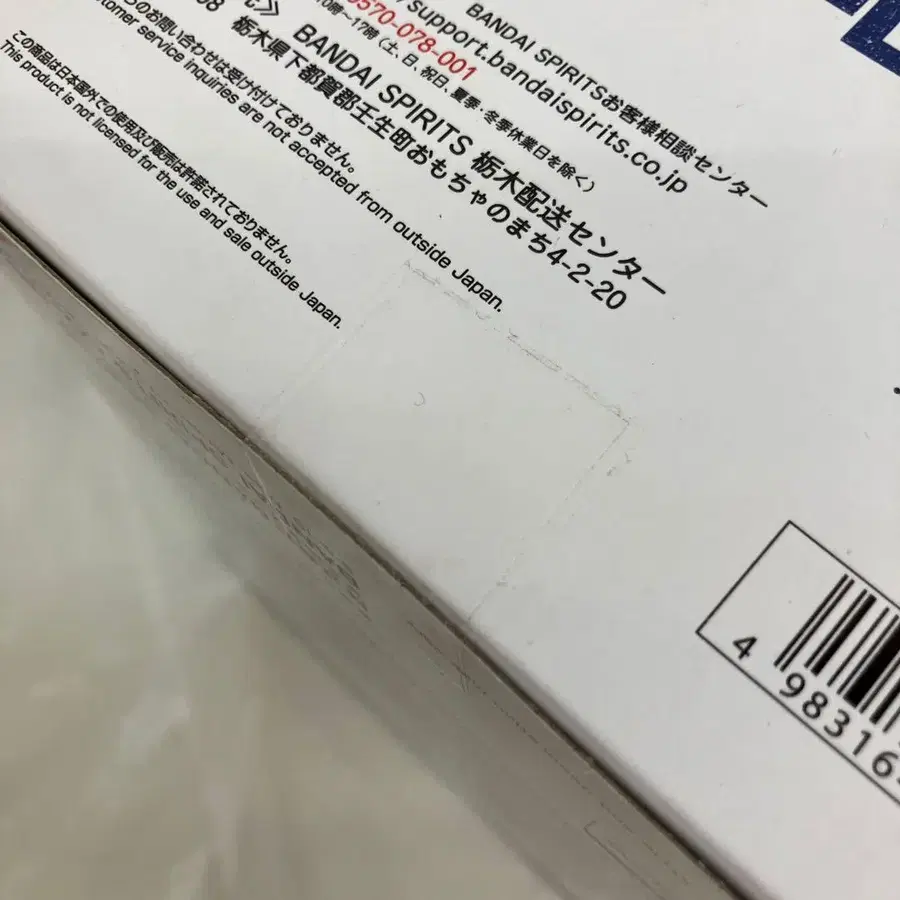 BANDAI SPIRITSお客様相談センター
support.bandaispirits.co.jp
0570-078-001
10時～17時 (土、日、祝日、夏季・冬季休業日を除く)
BANDAI SPIRITS 栃木配送センター
栃木県下都賀郡壬生町おもちゃのまち4-2-20
のお問い合わせは受け付けておりません。
service inquiries are not accepted from outside Japan.
この商品は日本国外での使用及び販売は許諾されておりません。
This product is not licensed for the use and sale outside Japan.
4 98316